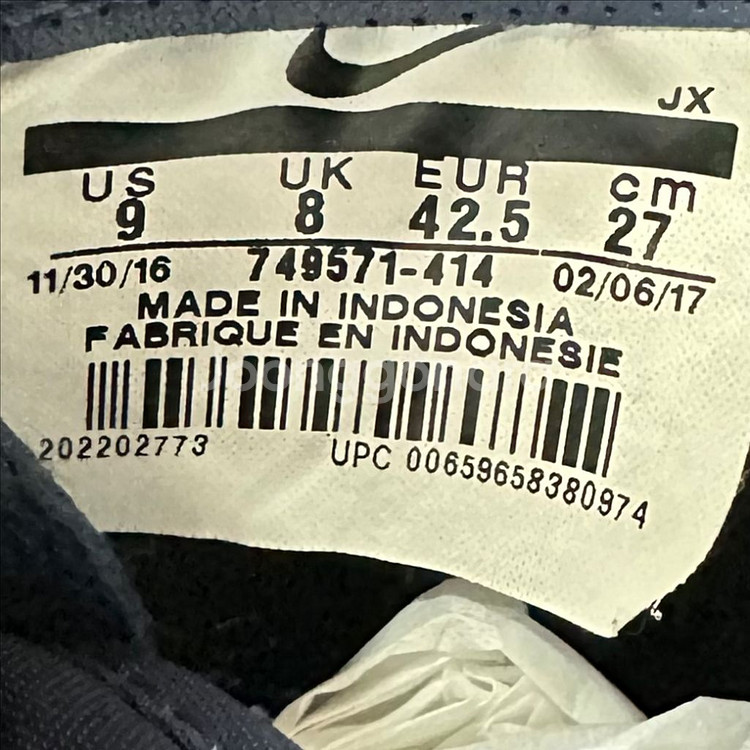 JX
US UK EUR cm
9 8 42.5 27
11/30/16 749571-414 02/06/17
MADE IN INDONESIA
FABRIQUE EN INDONESIE
202202773 UPC 00659658380974